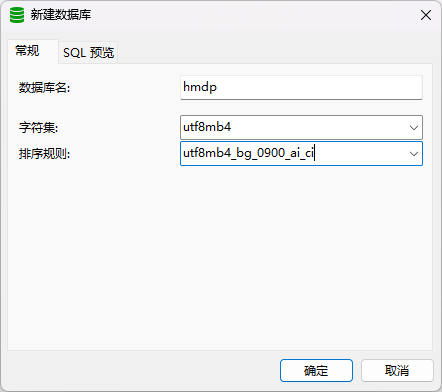 新建数据库
常规
SQL 预览
数据库名:
hmdp
字符集:
utf8mb4
排序规则:
utf8mb4_bg_0900_ai_ci
确定
取消